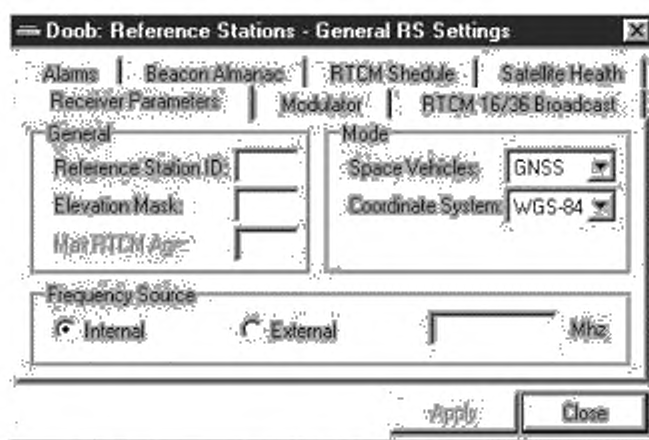 Doob: Reference Stations - General RS Settings
Alarms Beacon Almanac RTCM Shedule Satellite Health
Receiver Parameters Modulator RTCM 16/36 Broadcast
General
Reference Station ID:
Elevation Mask:
Max RTCM Age
Mode
Space Vehicles: GNSS
Coordinate System: WGS-84
Frequency Source
Internal External Mhz
Apply Close